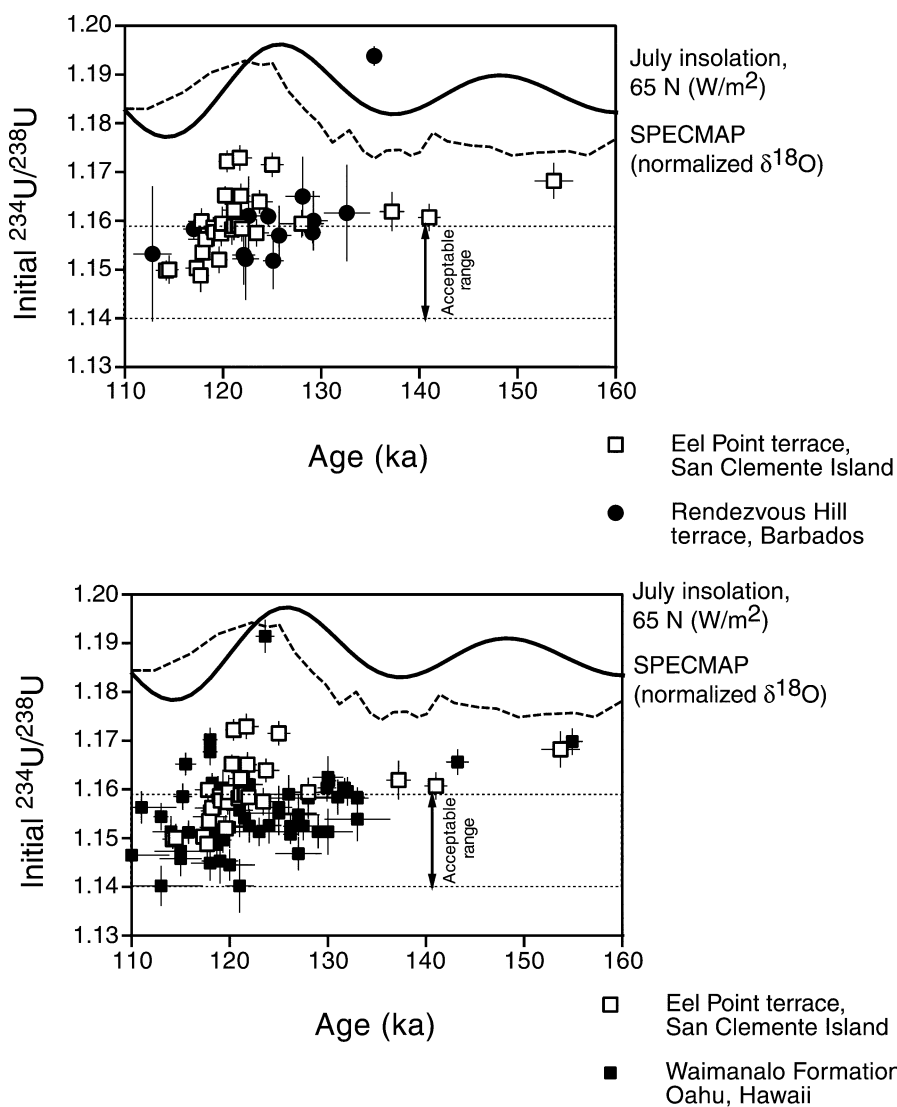 1.20
1.19
1.18
1.17
1.16
1.15
1.14
1.13
Initial 234U/238U
110 120 130 140 150 160
Age (ka)
Acceptable
range
July insolation,
65 N (W/m2)
SPECMAP
(normalized δ18O)
Eel Point terrace,
San Clemente Island
Rendezvous Hill
terrace, Barbados
1.20
1.19
1.18
1.17
1.16
1.15
1.14
1.13
Initial 234U/238U
110 120 130 140 150 160
Age (ka)
Acceptable
range
July insolation,
65 N (W/m2)
SPECMAP
(normalized δ18O)
Eel Point terrace,
San Clemente Island
Waimanalo Formation
Oahu, Hawaii